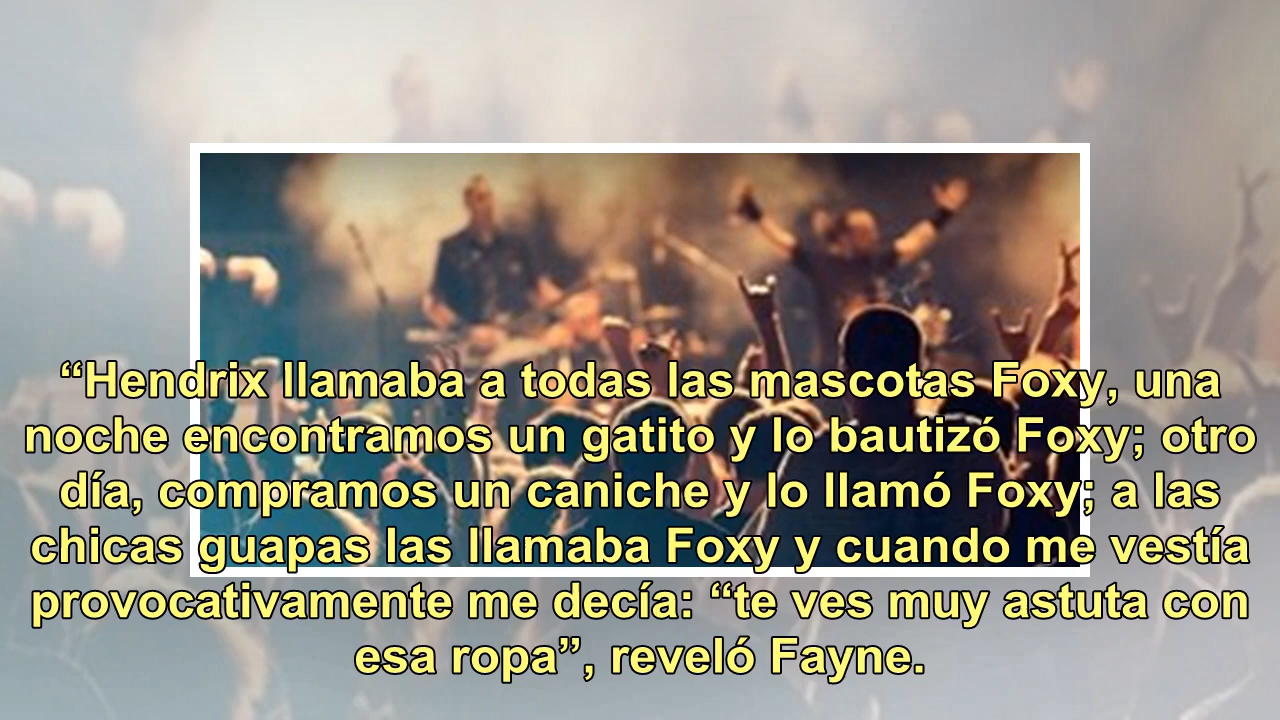 “Hendrix llamaba a todas las mascotas Foxy, una
noche encontramos un gatito y lo bautizó Foxy; otro
día, compramos un caniche y lo llamó Foxy; a las
chicas guapas las llamaba Foxy y cuando me vestía
provocativamente me decía: “te ves muy astuta con
esa ropa”, reveló Fayne.